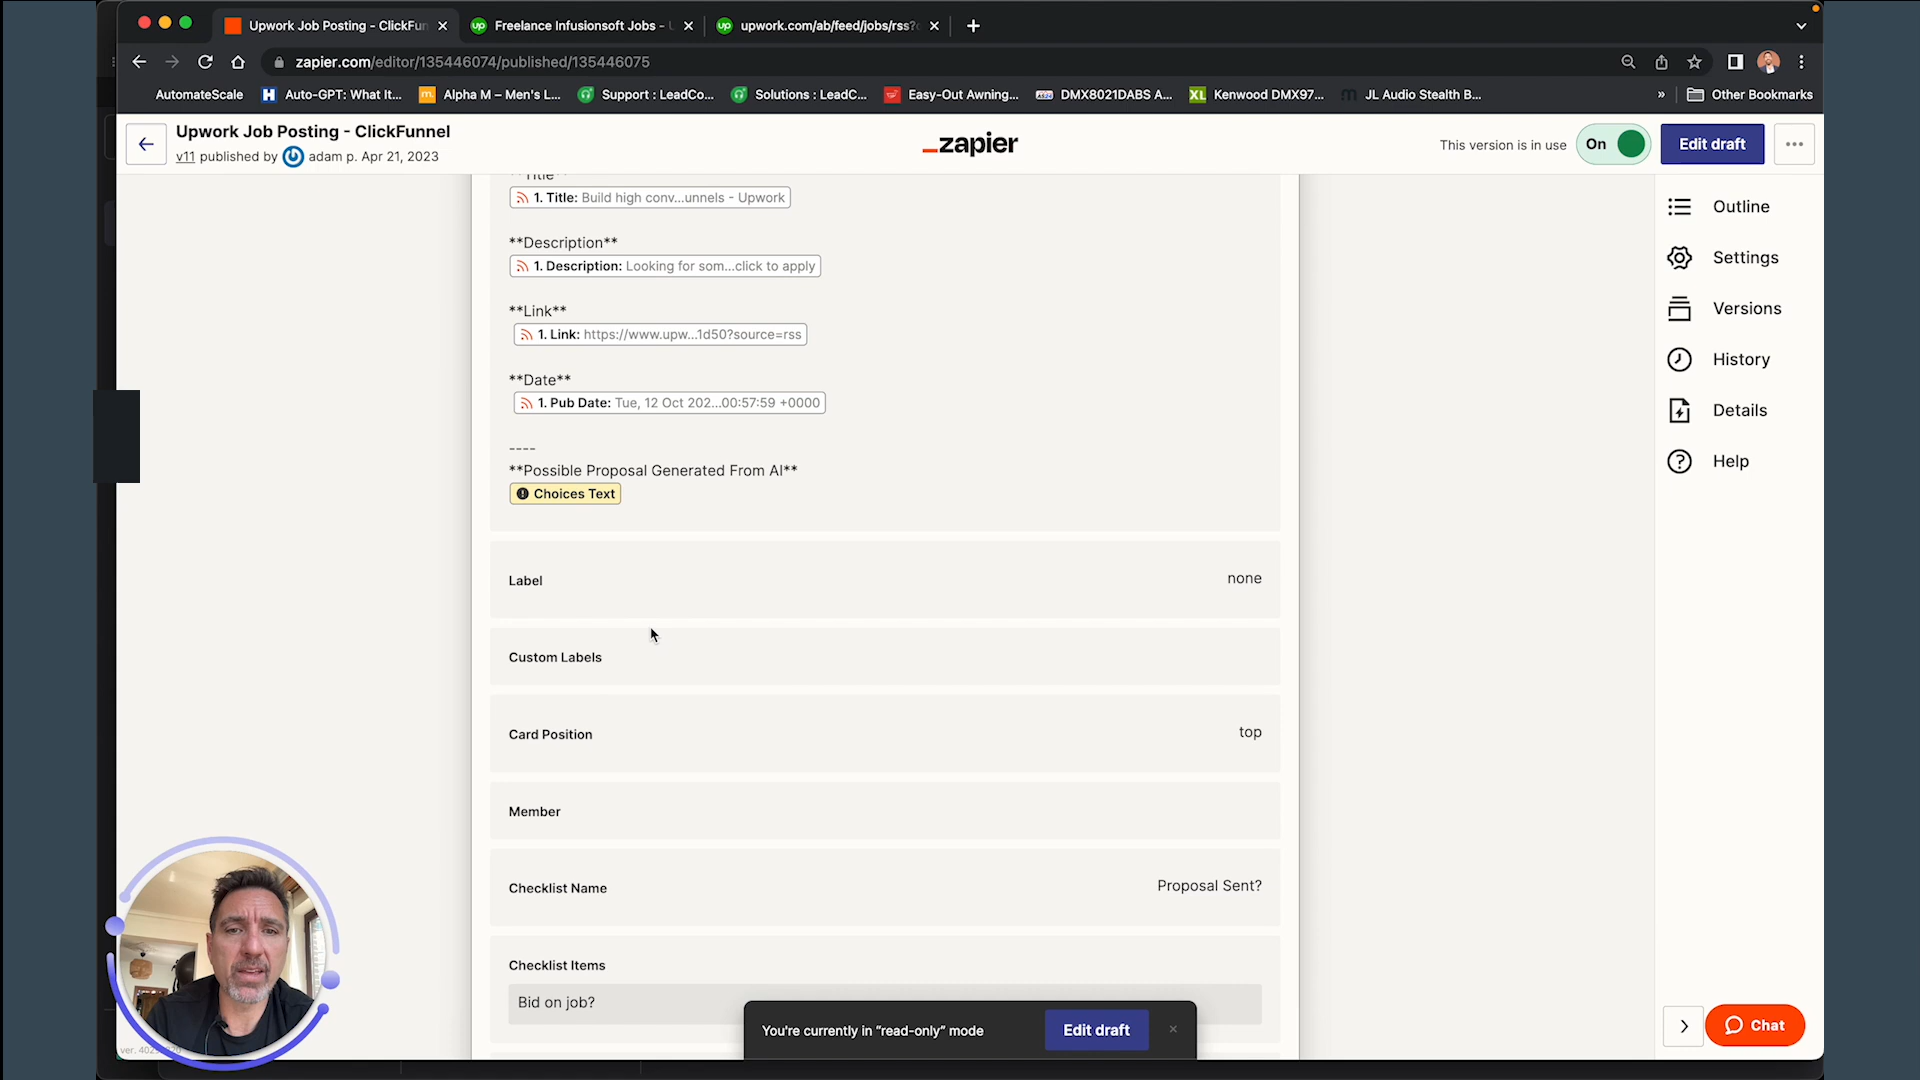 Upwork Job Posting - ClickFun
Freelance Infusionsoft Jobs -
upwork.com/ab/feed/jobs/rss?
zapier.com/editor/135446074/published/135446075
AutomateScale
Auto-GPT: What It...
Alpha M – Men's L...
Support : LeadCo...
Solutions : LeadC...
Easy-Out Awning...
DMX8021DABS A...
Kenwood DMX97...
JL Audio Stealth B...
»
Other Bookmarks
Upwork Job Posting - ClickFunnel
v11 published by adam p. Apr 21, 2023
_zapier
This version is in use
On
Edit draft
**Title**
1. Title: Build high conv...unnels - Upwork
**Description**
1. Description: Looking for som...click to apply
**Link**
1. Link: https://www.upw...1d50?source=rss
**Date**
1. Pub Date: Tue, 12 Oct 202...00:57:59 +0000
----
**Possible Proposal Generated From AI**
Choices Text
Label
none
Custom Labels
Card Position
top
Member
Checklist Name
Proposal Sent?
Checklist Items
Bid on job?
You're currently in “read-only” mode
Edit draft
Outline
Settings
Versions
History
Details
Help
Chat